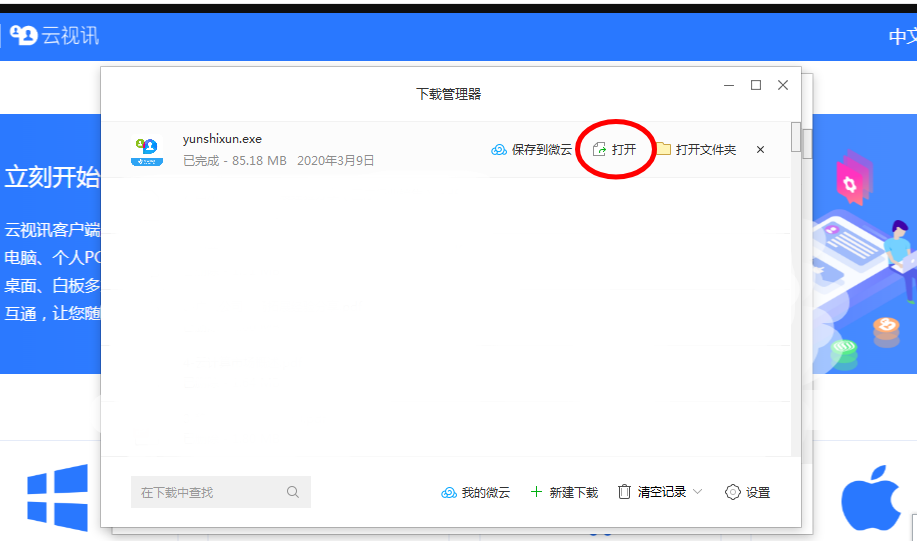 云视讯
中文
下载管理器
yunshixun.exe
已完成 - 85.18 MB 2020年3月9日
保存到微云 打开 打开文件夹
立刻开始
云视讯客户端
电脑、个人PC
桌面、白板多
互通，让您随
在下载中查找
我的微云 新建下载 清空记录 设置